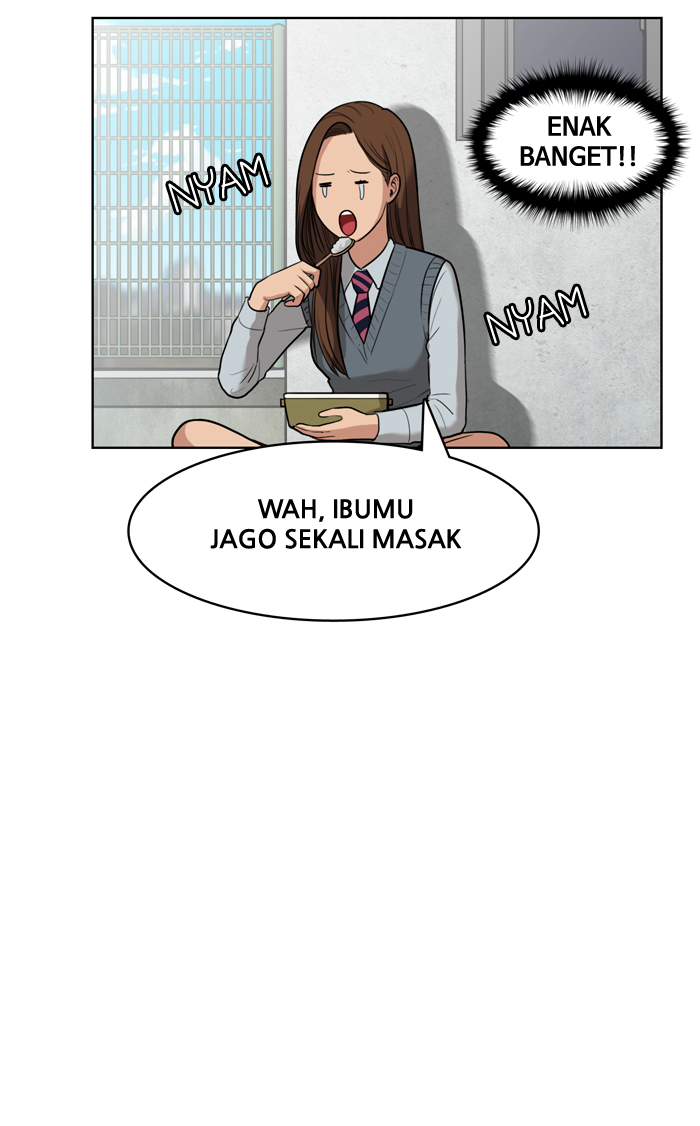 ENAK
BANGET!!
NYAM
NYAM
WAH, IBUMU
JAGO SEKALI MASAK